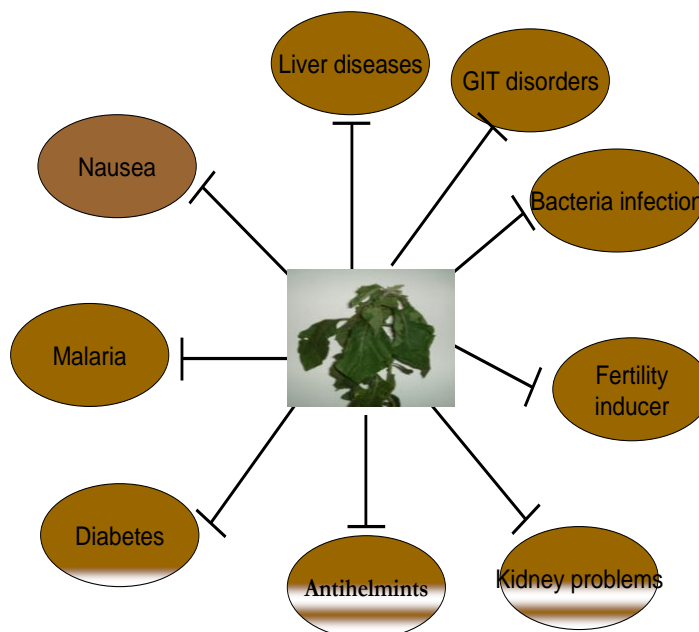 Liver diseases
GIT disorders
Nausea
Bacteria infection
Malaria
Fertility
inducer
Diabetes
Antihelmints
Kidney problems